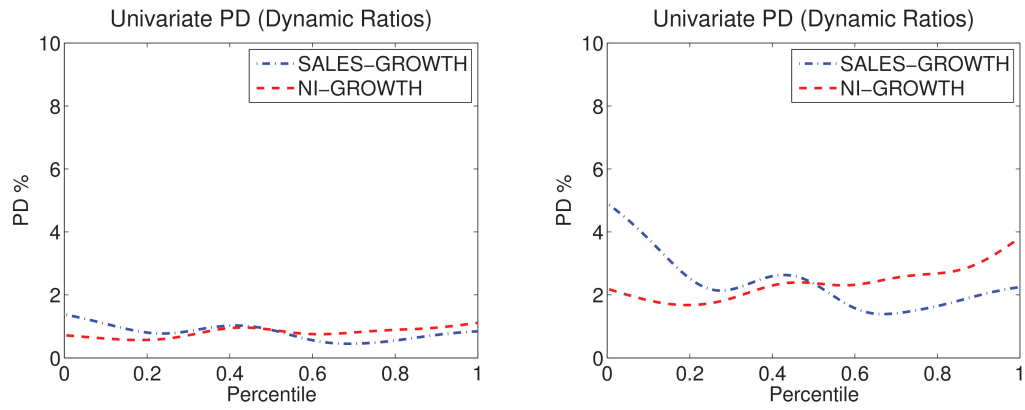 Univariate PD (Dynamic Ratios)
10
8
6
4
2
0
PD %
SALES−GROWTH
NI−GROWTH
0 0.2 0.4 0.6 0.8 1
Percentile
Univariate PD (Dynamic Ratios)
10
8
6
4
2
0
PD %
SALES−GROWTH
NI−GROWTH
0 0.2 0.4 0.6 0.8 1
Percentile